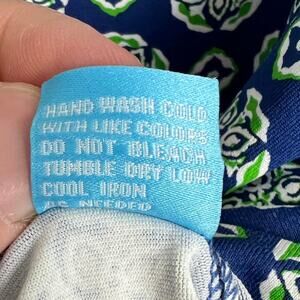 HAND WASH COLD
WITH LIKE COLORS
DO NOT BLEACH
TUMBLE DRY LOW
COOL IRON
AS NEEDED